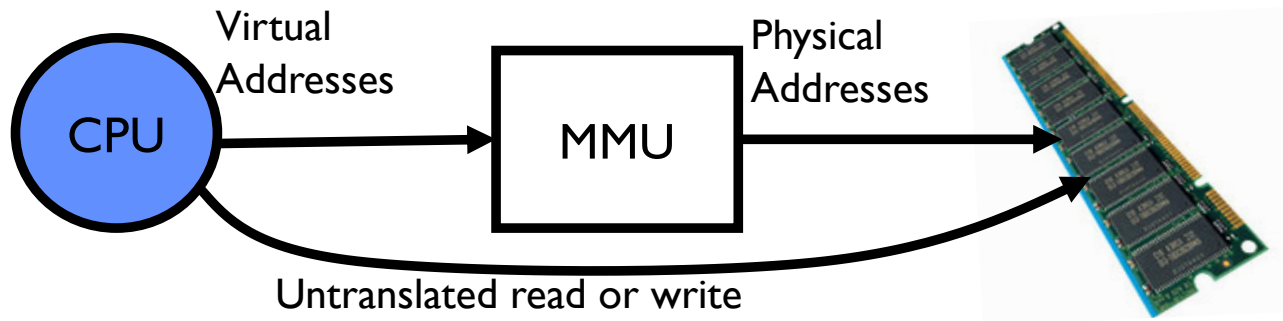 Virtual
Addresses
Physical
Addresses
CPU
MMU
Untranslated read or write